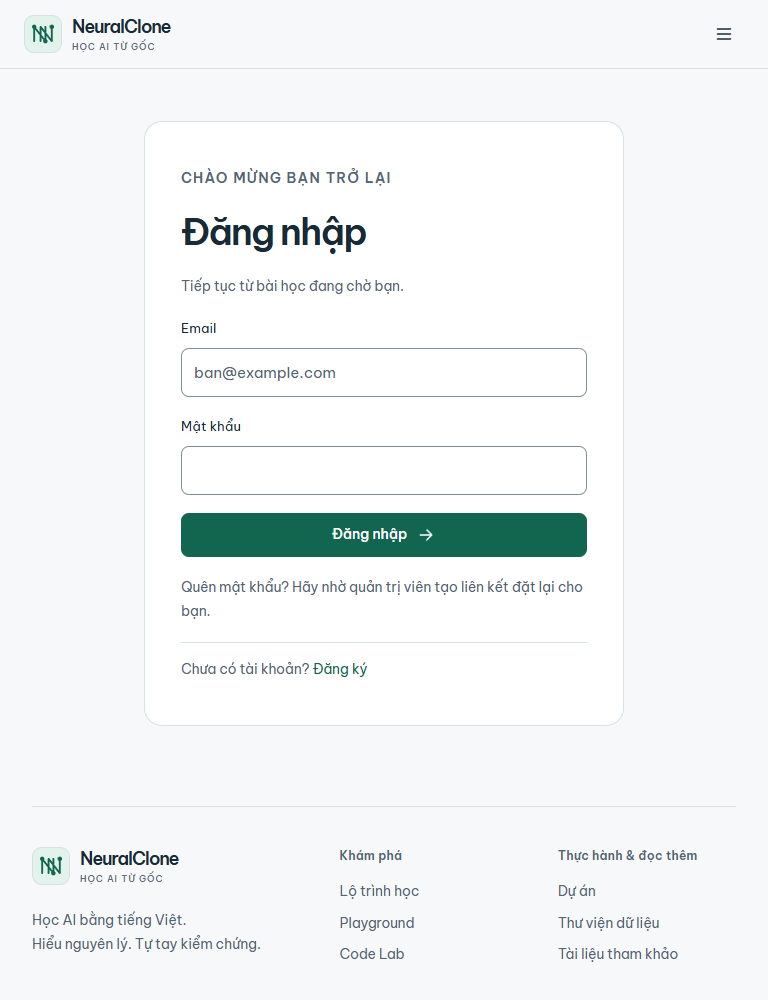 NeuralClone
HỌC AI TỪ GỐC
CHÀO MỪNG BẠN TRỞ LẠI
Đăng nhập
Tiếp tục từ bài học đang chờ bạn.
Email
ban@example.com
Mật khẩu
Đăng nhập →
Quên mật khẩu? Hãy nhờ quản trị viên tạo liên kết đặt lại cho
bạn.
Chưa có tài khoản? Đăng ký
NeuralClone
HỌC AI TỪ GỐC
Học AI bằng tiếng Việt.
Hiểu nguyên lý. Tự tay kiểm chứng.
Khám phá
Lộ trình học
Playground
Code Lab
Thực hành & đọc thêm
Dự án
Thư viện dữ liệu
Tài liệu tham khảo